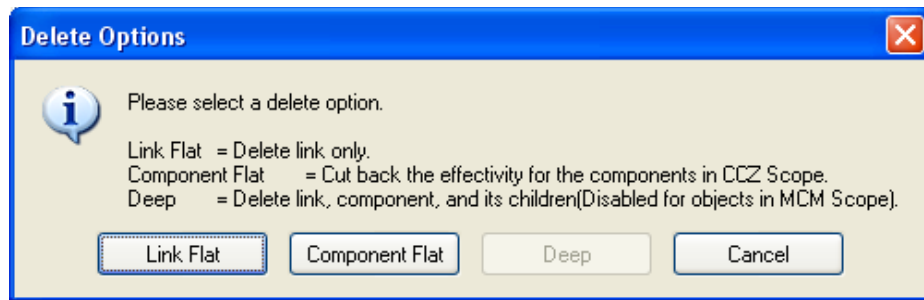 Delete Options
Please select a delete option.
Link Flat = Delete link only.
Component Flat = Cut back the effectivity for the components in CCZ Scope.
Deep = Delete link, component, and its children(Disabled for objects in MCM Scope).
Link Flat Component Flat Deep Cancel